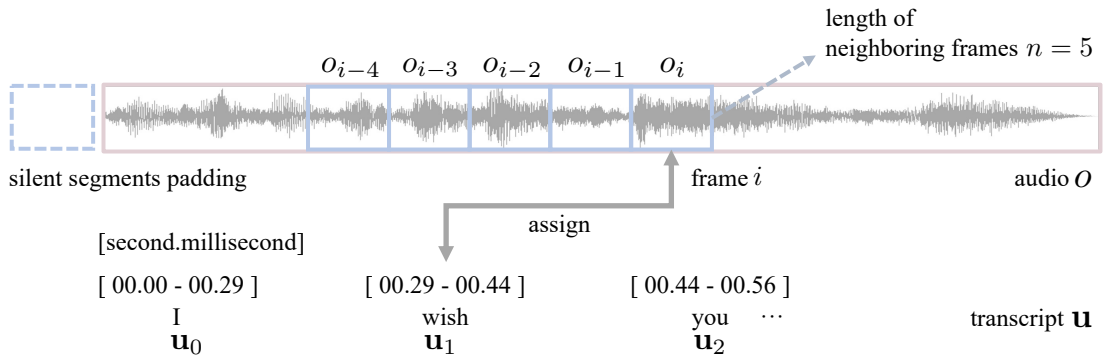 length of
neighboring frames n = 5
o_{i−4} o_{i−3} o_{i−2} o_{i−1} o_i
silent segments padding
frame i
audio o
assign
[second.millisecond]
[ 00.00 - 00.29 ] [ 00.29 - 00.44 ] [ 00.44 - 00.56 ]
I wish you ⋯
transcript u
u_0 u_1 u_2